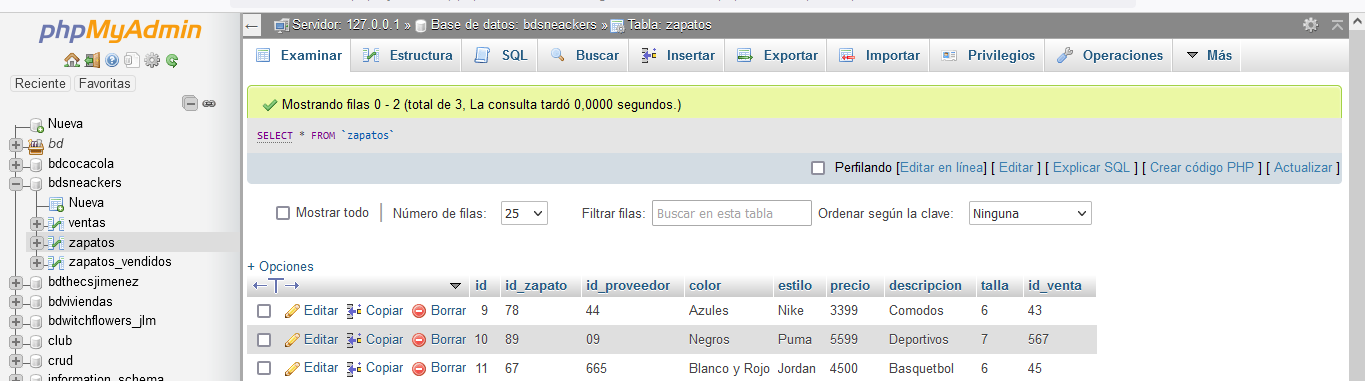 phpMyAdmin
Reciente Favoritas
Nueva
bd
bdcocacola
bdsneackers
Nueva
ventas
zapatos
zapatos_vendidos
bdthecsjimenez
bdviviendas
bdwitchflowers_jlm
club
crud
information_schema
Servidor: 127.0.0.1 » Base de datos: bdsneackers » Tabla: zapatos
Examinar Estructura SQL Buscar Insertar Exportar Importar Privilegios Operaciones Más
Mostrando filas 0 - 2 (total de 3, La consulta tardó 0,0000 segundos.)
SELECT * FROM `zapatos`
Perfilando [Editar en línea] [ Editar ] [ Explicar SQL ] [ Crear código PHP ] [ Actualizar ]
Mostrar todo Número de filas: 25 Filtrar filas: Buscar en esta tabla Ordenar según la clave: Ninguna
+ Opciones
←T→ id id_zapato id_proveedor color estilo precio descripcion talla id_venta
Editar Copiar Borrar 9 78 44 Azules Nike 3399 Comodos 6 43
Editar Copiar Borrar 10 89 09 Negros Puma 5599 Deportivos 7 567
Editar Copiar Borrar 11 67 665 Blanco y Rojo Jordan 4500 Basquetbol 6 45